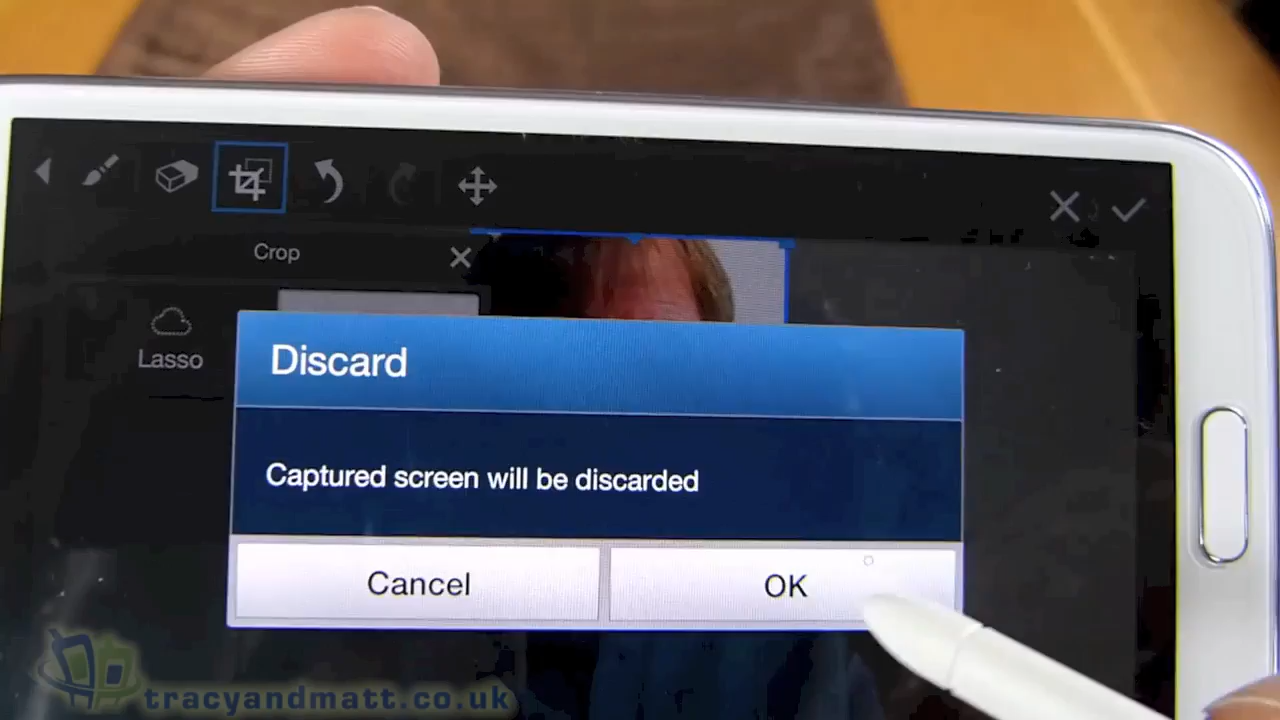 Crop
Lasso
Discard
Captured screen will be discarded
Cancel
OK
tracyandmatt.co.uk